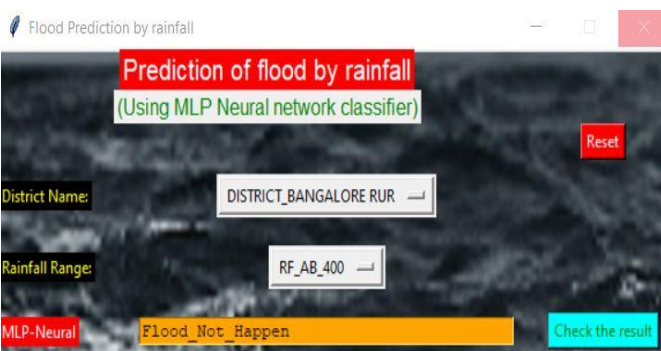 Flood Prediction by rainfall
Prediction of flood by rainfall
(Using MLP Neural network classifier)
Reset
District Name: DISTRICT_BANGALORE RUR
Rainfall Range: RF_AB_400
MLP-Neural Flood_Not_Happen Check the result